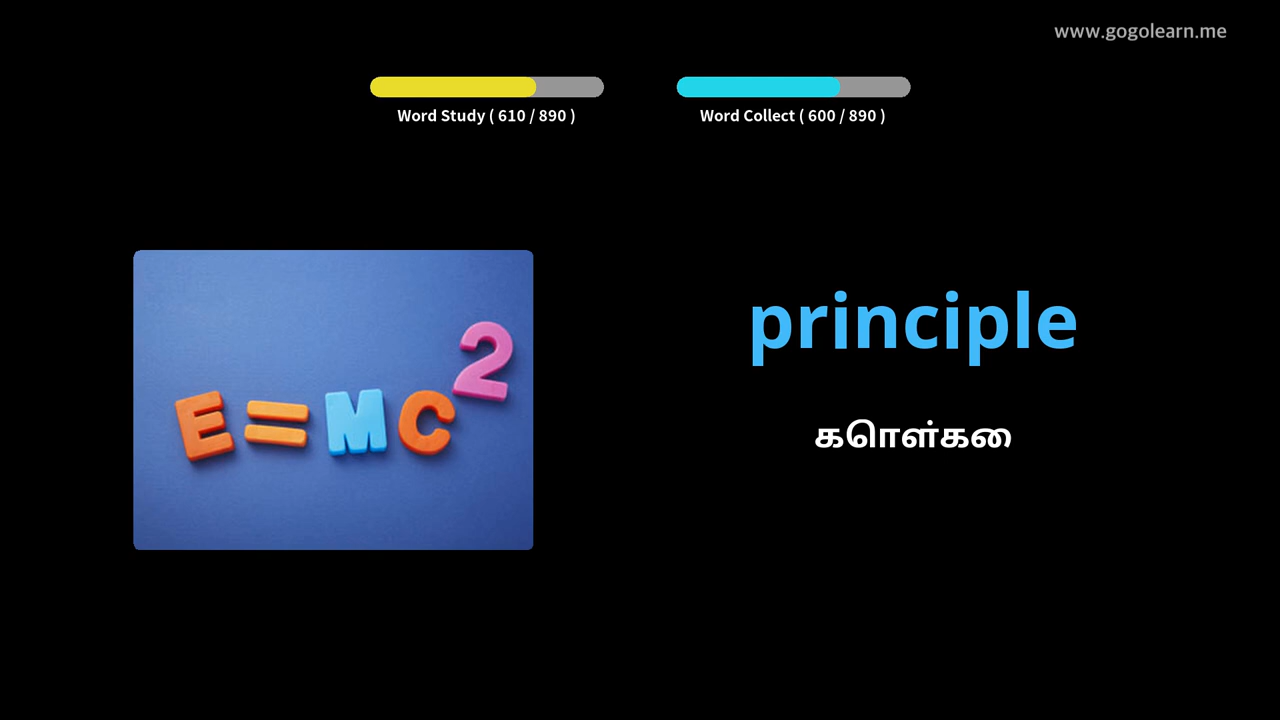 www.gogolearn.me
Word Study ( 610 / 890 )
Word Collect ( 600 / 890 )
E=MC²
principle
கொள்கை